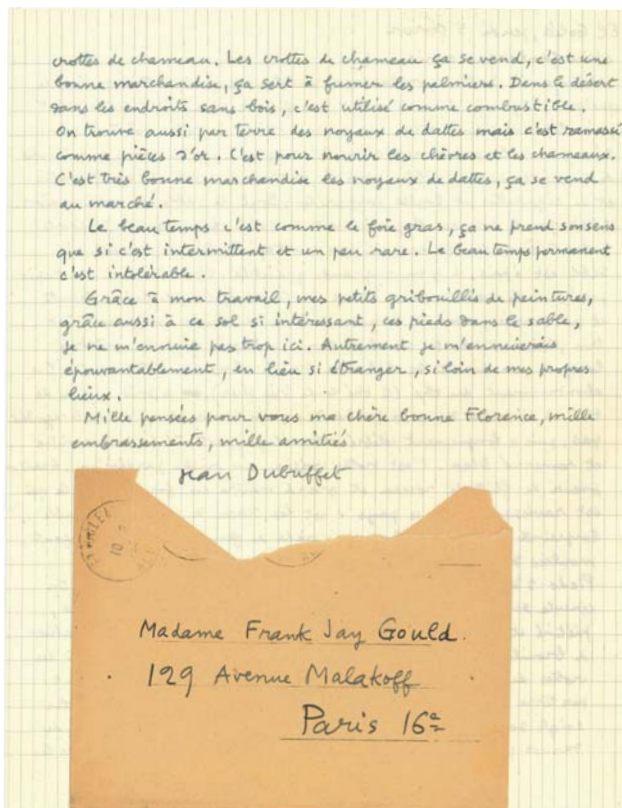 crottes de chameau. Les crottes de chameau ça se vend, c'est une
bonne marchandise, ça sert à fumer les palmiers. Dans le désert
dans les endroits sans bois, c'est utilisé comme combustible.
On trouve aussi par terre des noyaux de dattes mais c'est ramassé
comme pièces d'or. C'est pour nourir les chèvres et les chameaux.
C'est très bonne marchandise les noyaux de dattes, ça se vend
au marché.
Le beau temps c'est comme le foie gras, ça ne prend son sens
que si c'est intermittent et un peu rare. Le beau temps permanent
c'est intolérable.
Grâce à mon travail, mes petits gribouillis de peintures,
grâce aussi à ce sol si intéressant, ces pieds dans le sable,
je ne m'ennuie pas trop ici. Autrement je m'ennuierais
épouvantablement, en lieu si étranger, si loin de mes propres
lieux.
Mille pensées pour vous ma chère bonne Florence, mille
embrassements, mille amitiés
Jean Dubuffet
10
Madame Frank Jay Gould.
129 Avenue Malakoff
Paris 16e